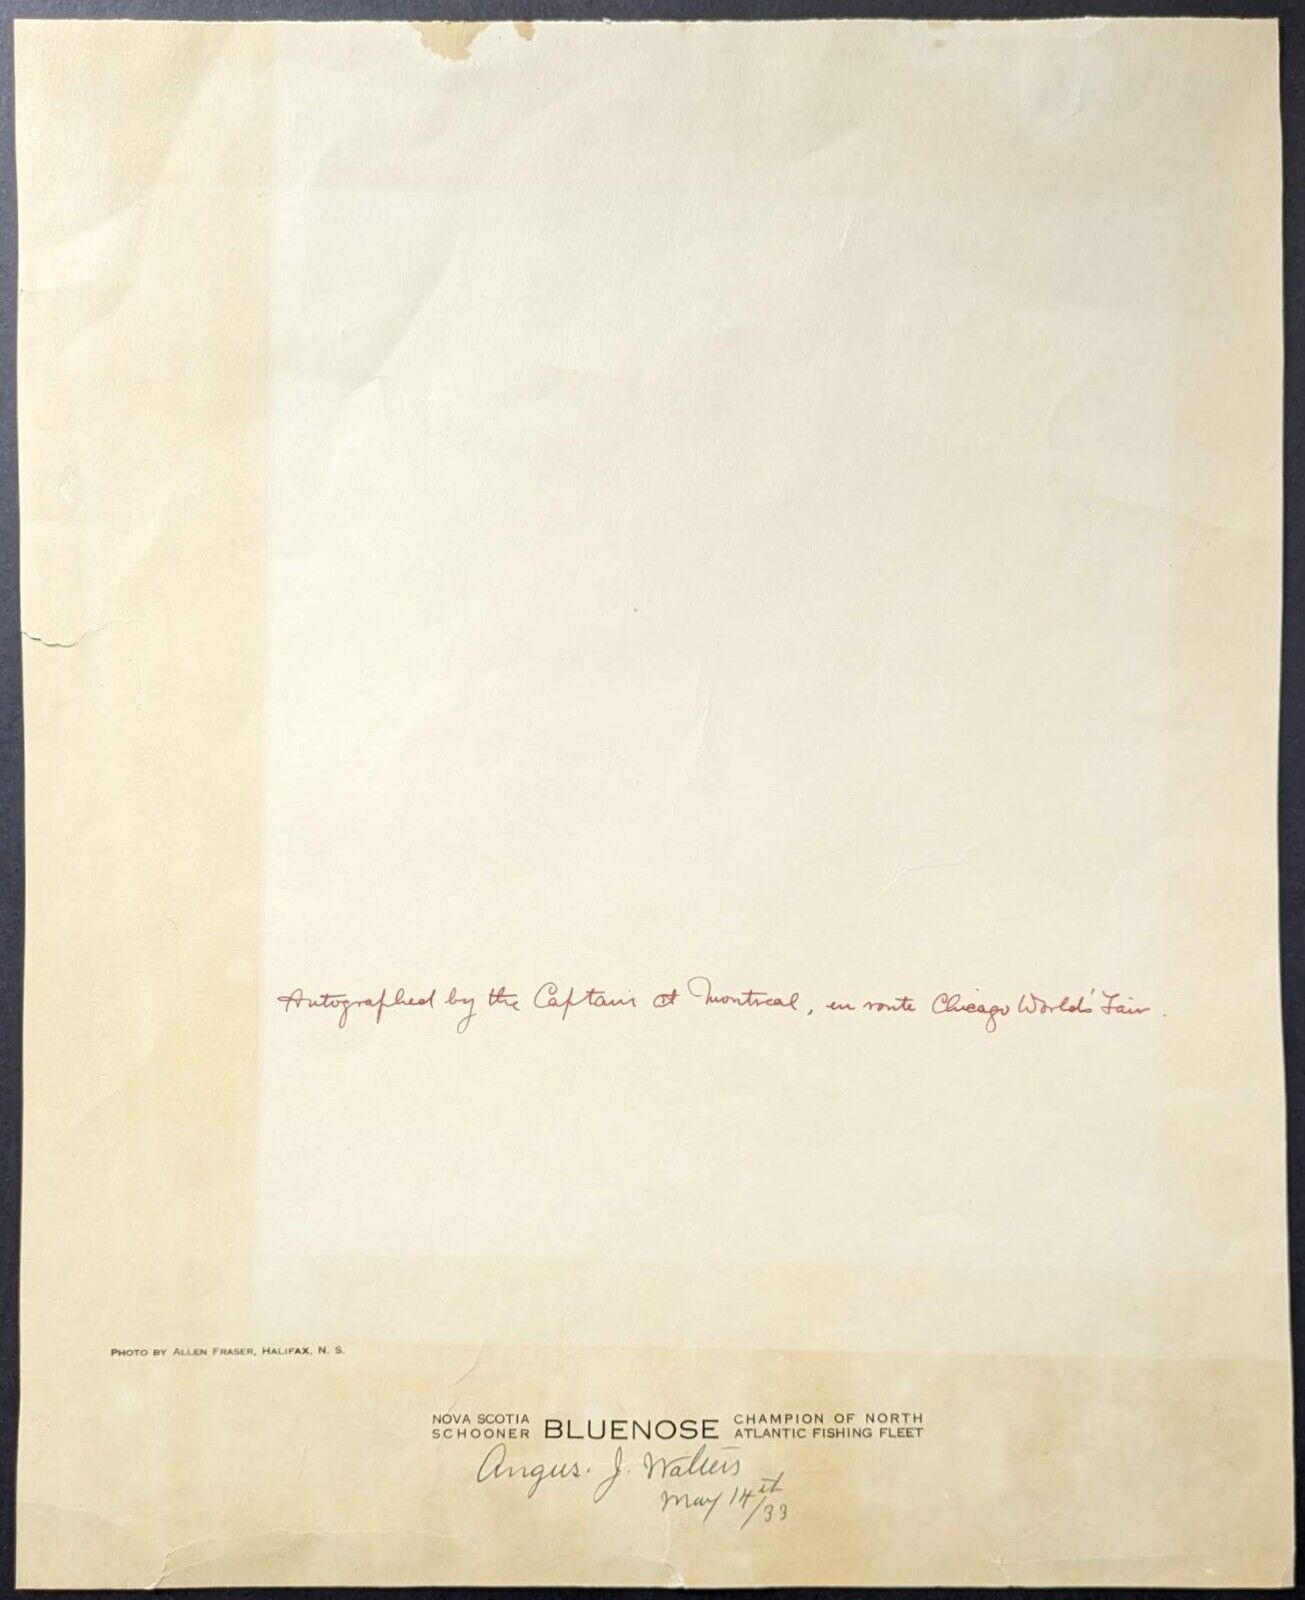 Autographed by the Captain at Montreal, en route Chicago World's Fair.
PHOTO BY ALLEN FRASER, HALIFAX, N. S.
NOVA SCOTIA SCHOONER BLUENOSE CHAMPION OF NORTH ATLANTIC FISHING FLEET
Angus. J. Walters
May 14th/33